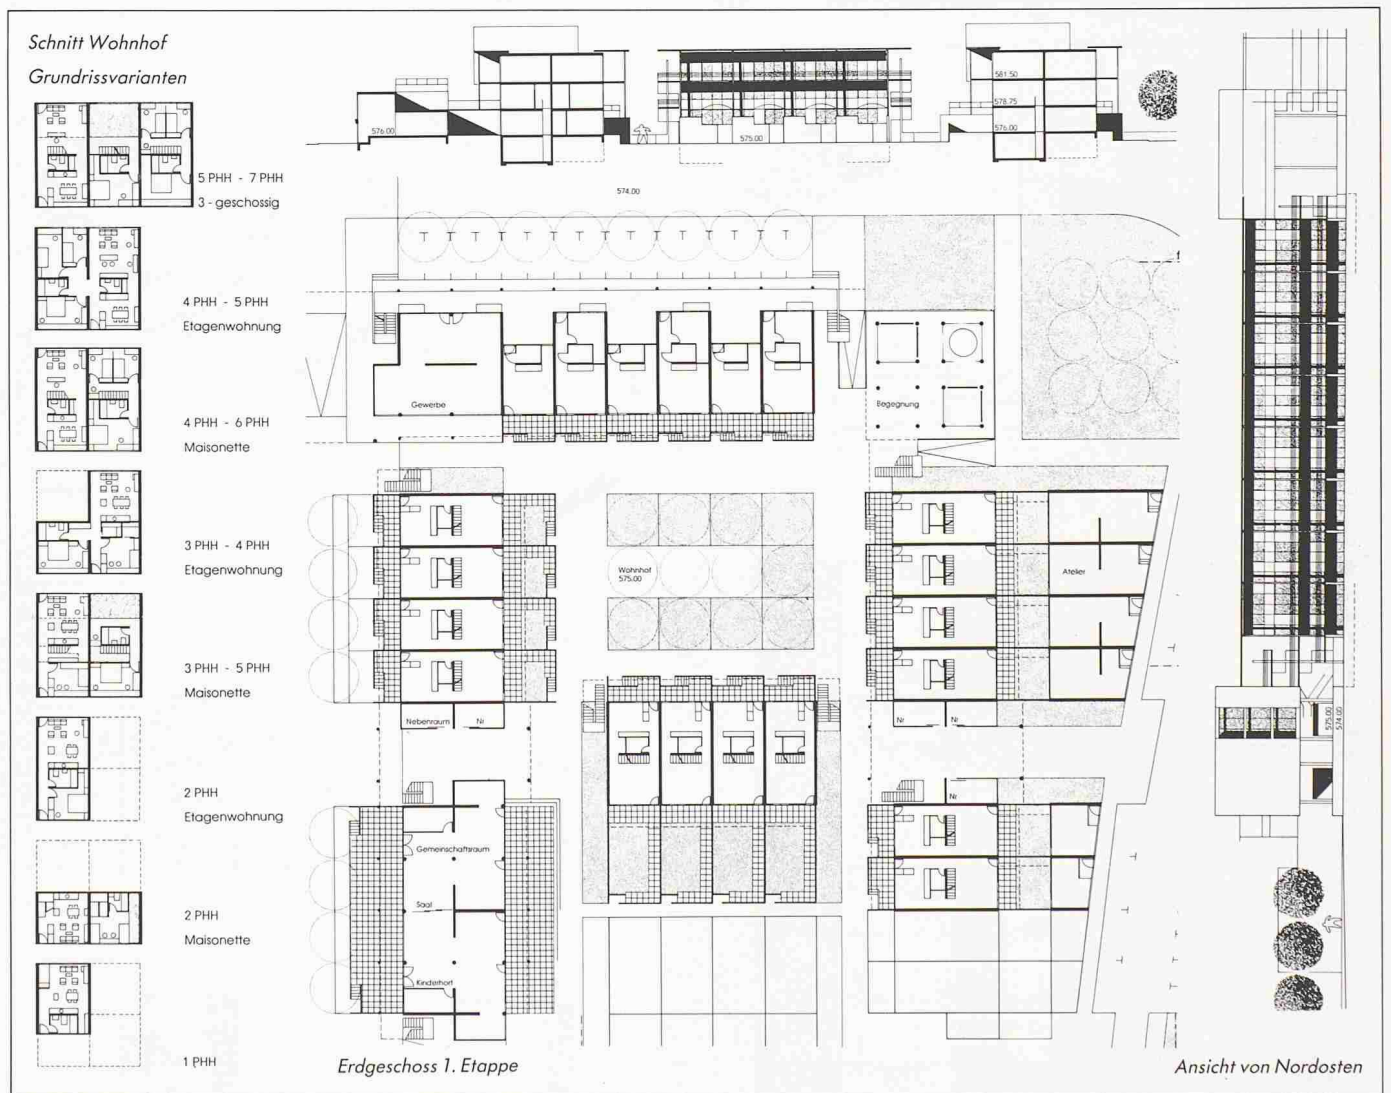 Schnitt Wohnhof
Grundrissvarianten
5 PHH - 7 PHH
3 - geschossig
4 PHH - 5 PHH
Etagenwohnung
4 PHH - 6 PHH
Maisonette
3 PHH - 4 PHH
Etagenwohnung
3 PHH - 5 PHH
Maisonette
2 PHH
Etagenwohnung
2 PHH
Maisonette
1 PHH
576.00
575.00
581.50
578.75
576.00
574.00
Gewerbe
Begegnung
Wohnhof
575.00
Atelier
Nebenraum
Nr
Nr
Nr
Nr
Gemeinschaftsraum
Saal
Kinderhort
575.00
574.00
Erdgeschoss 1. Etappe
Ansicht von Nordosten